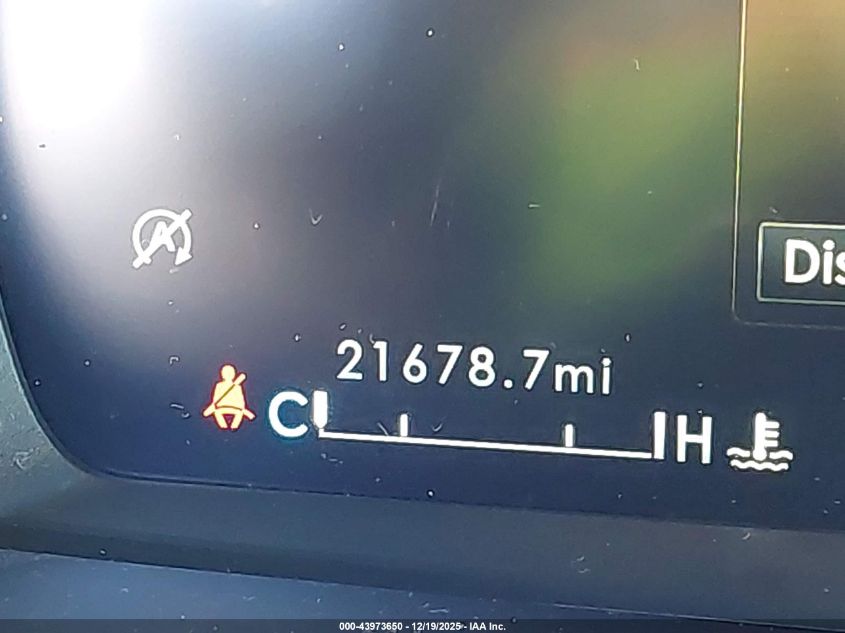 Dis
21678.7mi
C H
000-43973650 - 12/19/2025 - IAA Inc.